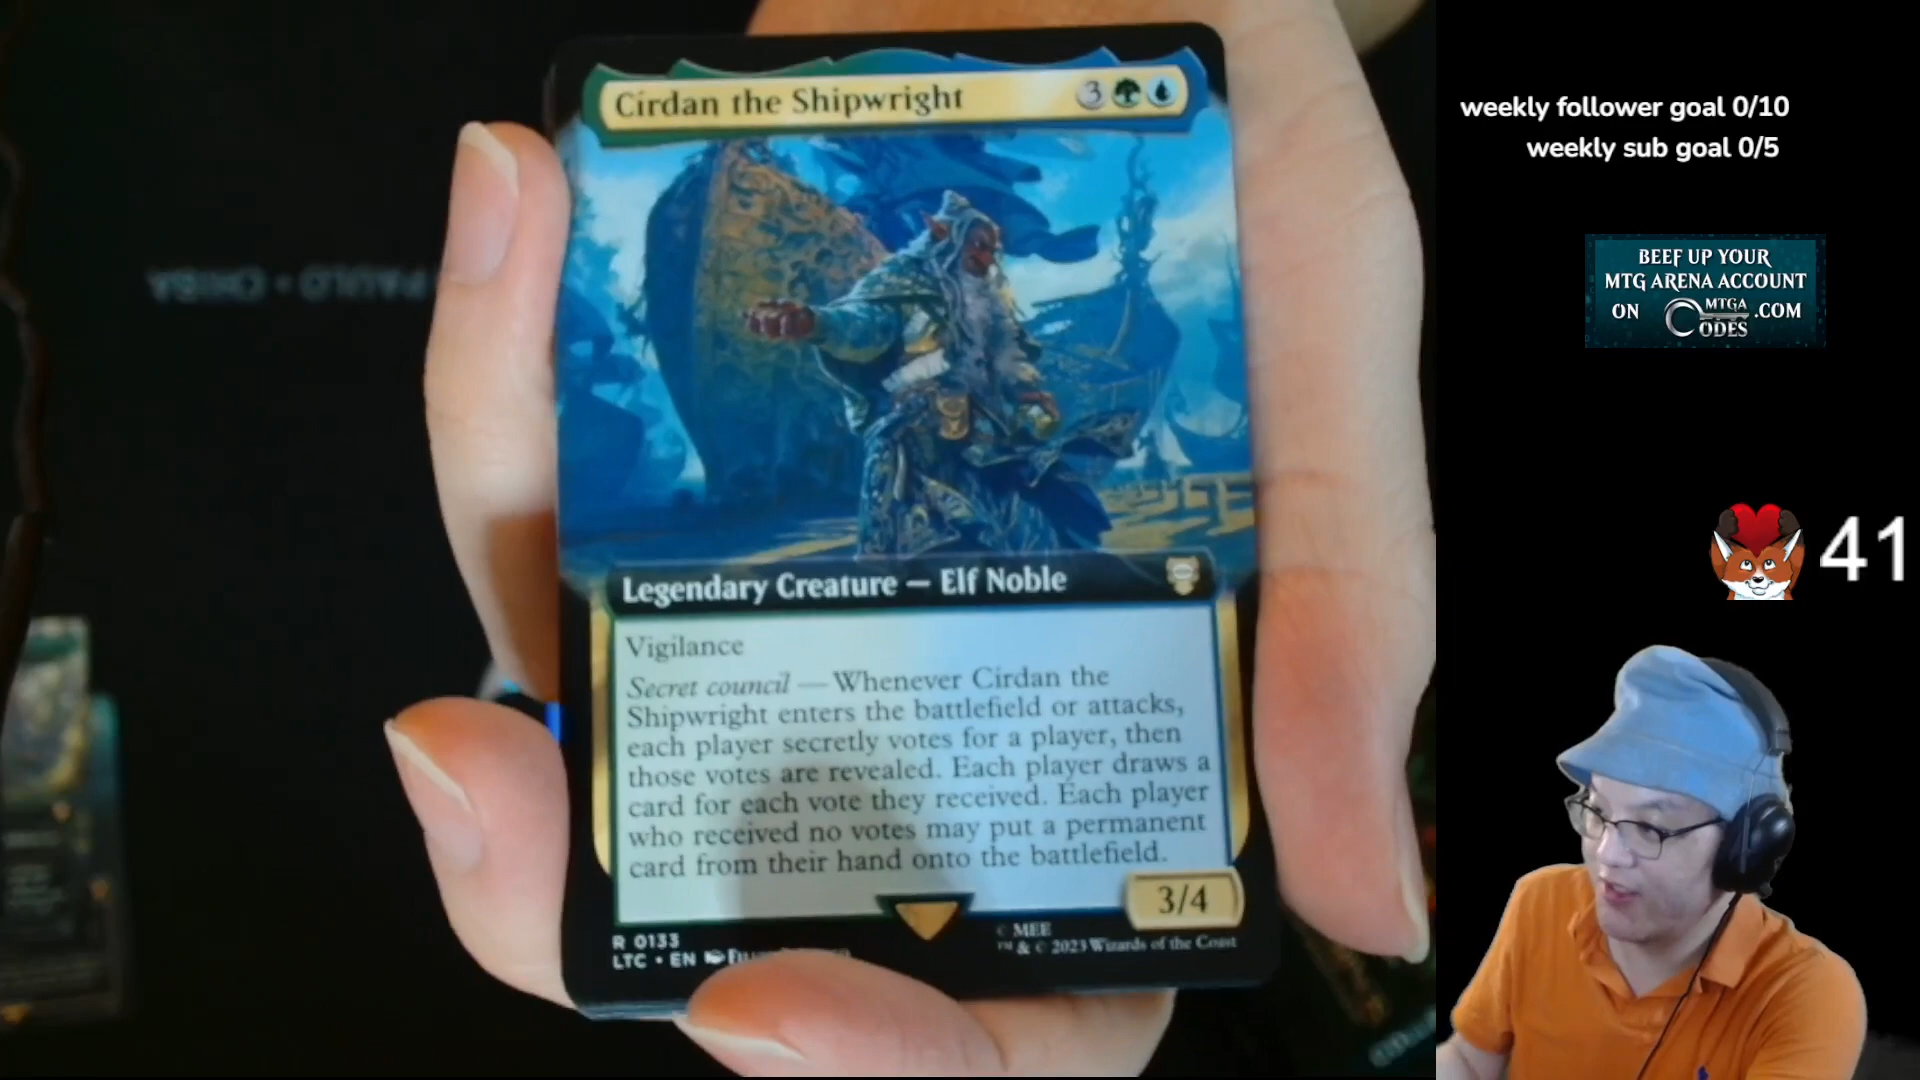 Círdan the Shipwright
3
Legendary Creature — Elf Noble
Vigilance
Secret council — Whenever Círdan the
Shipwright enters the battlefield or attacks,
each player secretly votes for a player, then
those votes are revealed. Each player draws a
card for each vote they received. Each player
who received no votes may put a permanent
card from their hand onto the battlefield.
3/4
R 0133
LTC • EN
© MEE
™ & © 2023 Wizards of the Coast
weekly follower goal 0/10
weekly sub goal 0/5
BEEF UP YOUR
MTG ARENA ACCOUNT
ON MTGA CODES .COM
41